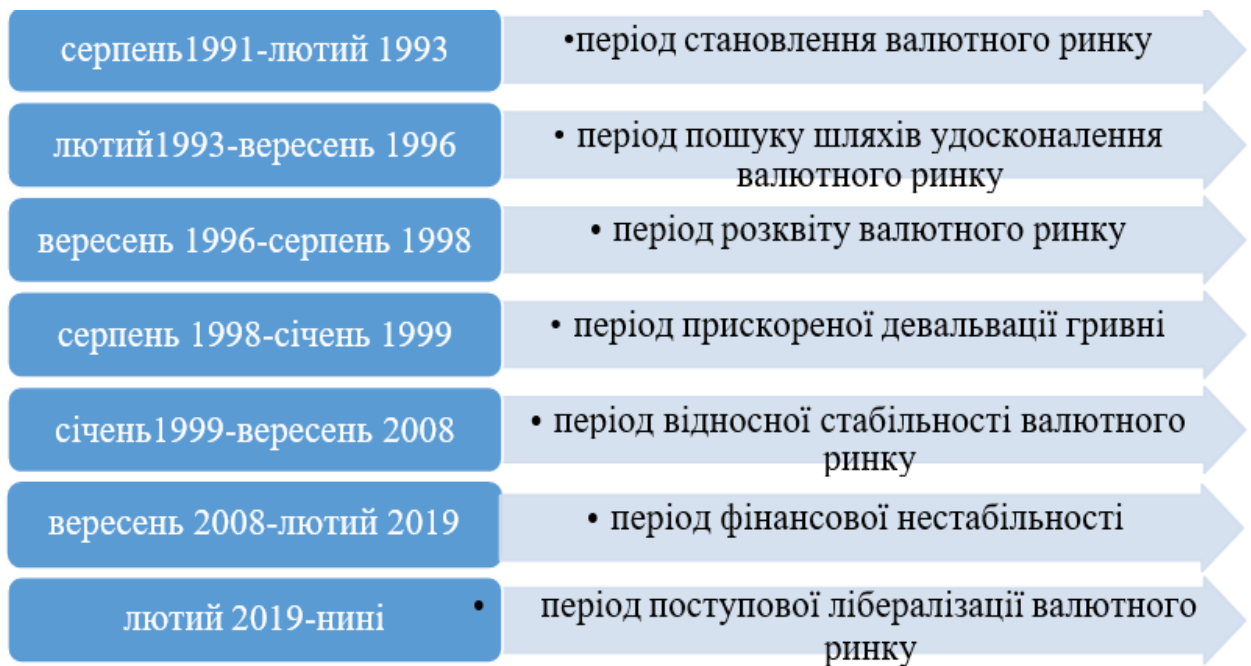 серпень1991-лютий 1993
•період становлення валютного ринку
лютий1993-вересень 1996
• період пошуку шляхів удосконалення
валютного ринку
вересень 1996-серпень 1998
• період розквіту валютного ринку
серпень 1998-січень 1999
• період прискореної девальвації гривні
січень1999-вересень 2008
• період відносної стабільності валютного
ринку
вересень 2008-лютий 2019
• період фінансової нестабільності
лютий 2019-нині
• період поступової лібералізації валютного
ринку